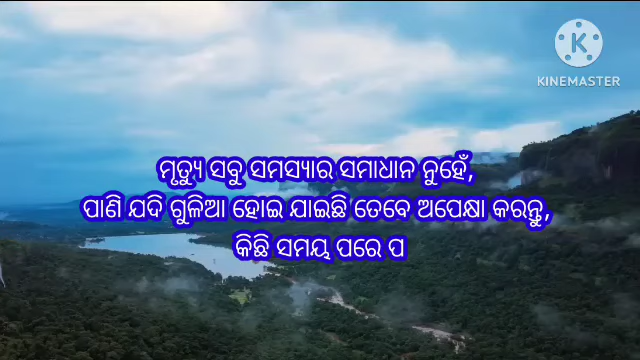 KINEMASTER
ମୃତ୍ୟୁ ସବୁ ସମସ୍ୟାର ସମାଧାନ ନୁହେଁ,
ପାଣି ଯଦି ଗୁଳିଆ ହୋଇ ଯାଇଛି ତେବେ ଅପେକ୍ଷା କରନ୍ତୁ,
କିଛି ସମୟ ପରେ ପ